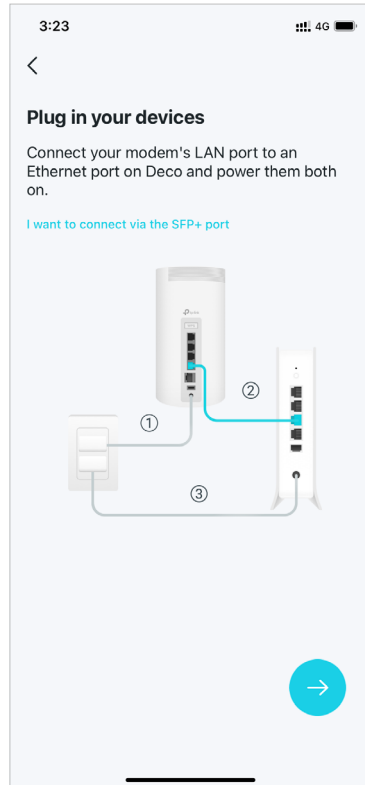 3:23 4G
Plug in your devices
Connect your modem's LAN port to an
Ethernet port on Deco and power them both
on.
I want to connect via the SFP+ port
②
①
③